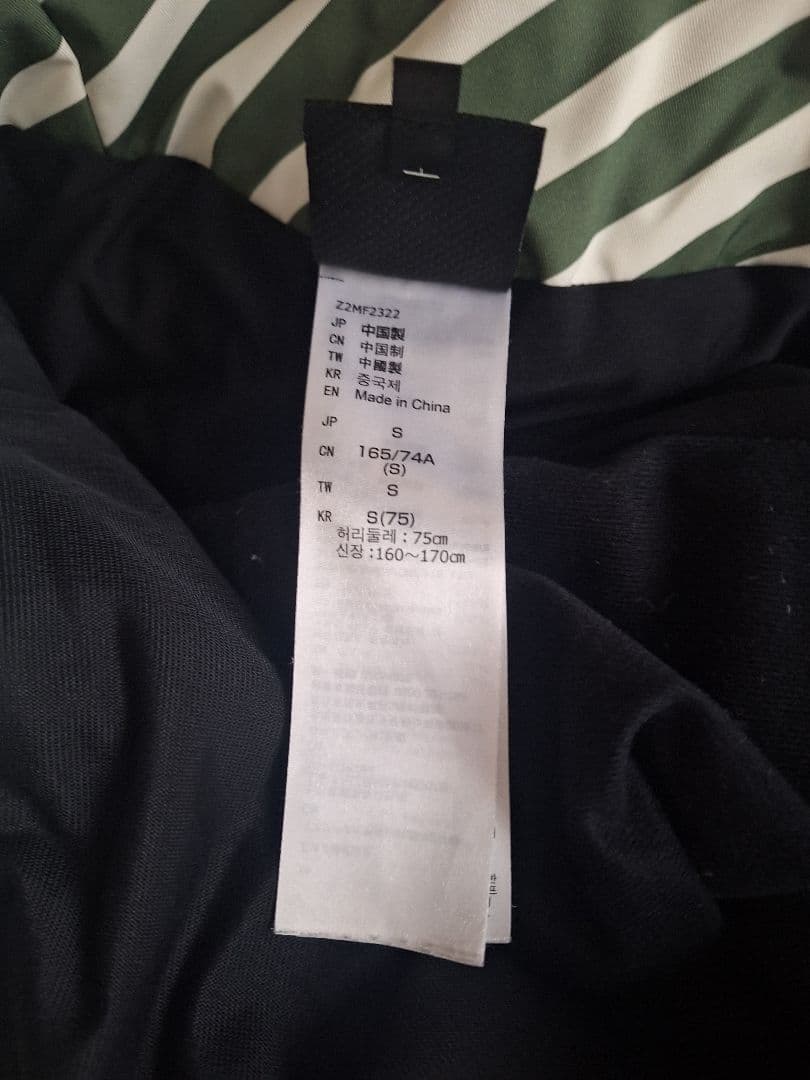 Z2MF2322
JP 中国製
CN 中国制
TW 中國製
KR 중국제
EN Made in China
JP S
CN 165/74A
(S)
TW S
KR S(75)
허리둘레 : 75㎝
신장 :160～170㎝